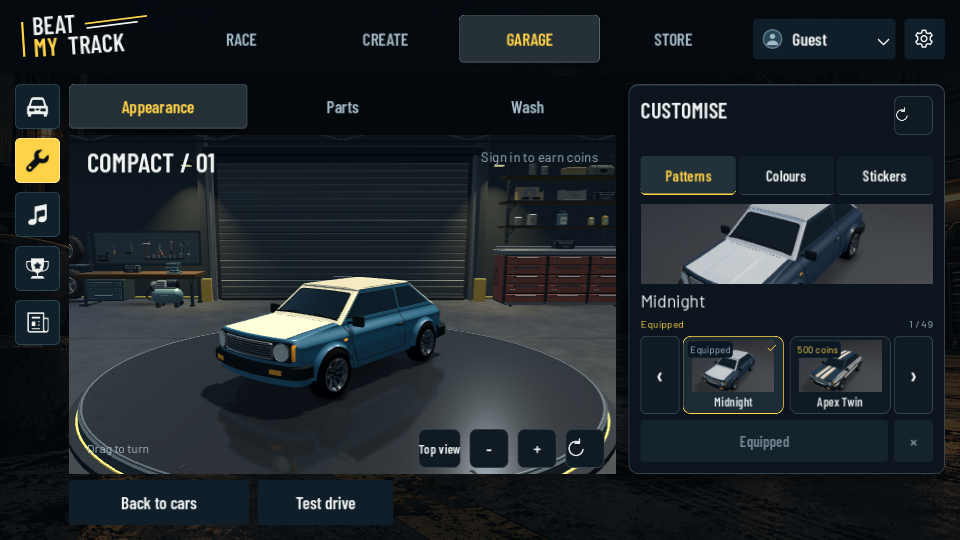 BEAT
MY TRACK
RACE
CREATE
GARAGE
STORE
Guest
Appearance
Parts
Wash
COMPACT / 01
Sign in to earn coins
Drag to turn
Top view
-
+
Back to cars
Test drive
CUSTOMISE
Patterns
Colours
Stickers
Midnight
Equipped
1 / 49
‹
Equipped
Midnight
500 coins
Apex Twin
›
Equipped
×